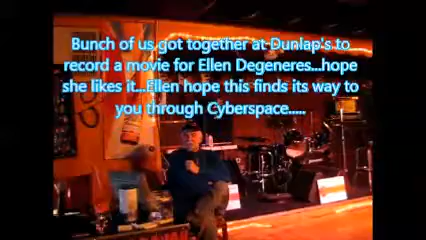 Bunch of us got together at Dunlap's to
record a movie for Ellen Degeneres...hope
she likes it...Ellen hope this finds its way to
you through Cyberspace.....